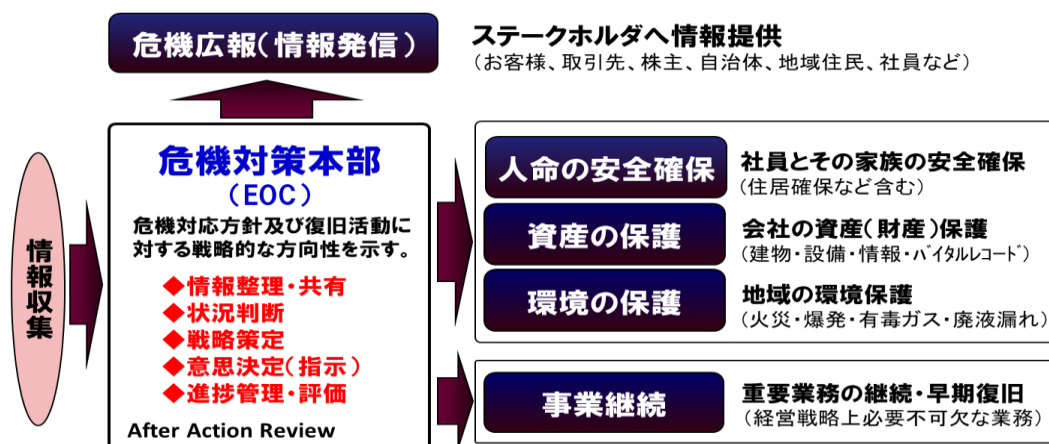 危機広報(情報発信)
ステークホルダへ情報提供
(お客様、取引先、株主、自治体、地域住民、社員など)
情報収集
危機対策本部
(EOC)
危機対応方針及び復旧活動に
対する戦略的な方向性を示す。
◆情報整理・共有
◆状況判断
◆戦略策定
◆意思決定(指示)
◆進捗管理・評価
After Action Review
人命の安全確保
社員とその家族の安全確保
(住居確保など含む)
資産の保護
会社の資産(財産)保護
(建物・設備・情報・バイタルレコード)
環境の保護
地域の環境保護
(火災・爆発・有毒ガス・廃液漏れ)
事業継続
重要業務の継続・早期復旧
(経営戦略上必要不可欠な業務)